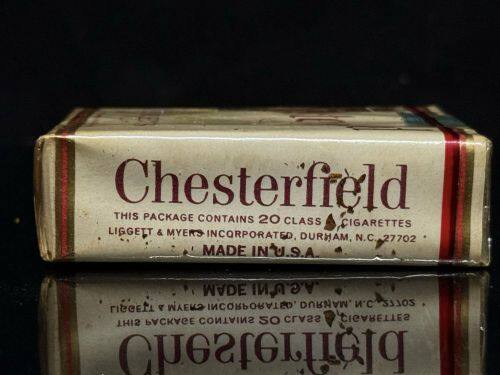 Chesterfield
THIS PACKAGE CONTAINS 20 CLASS A CIGARETTES
LIGGETT & MYERS INCORPORATED, DURHAM, N.C. 27702
MADE IN U.S.A.